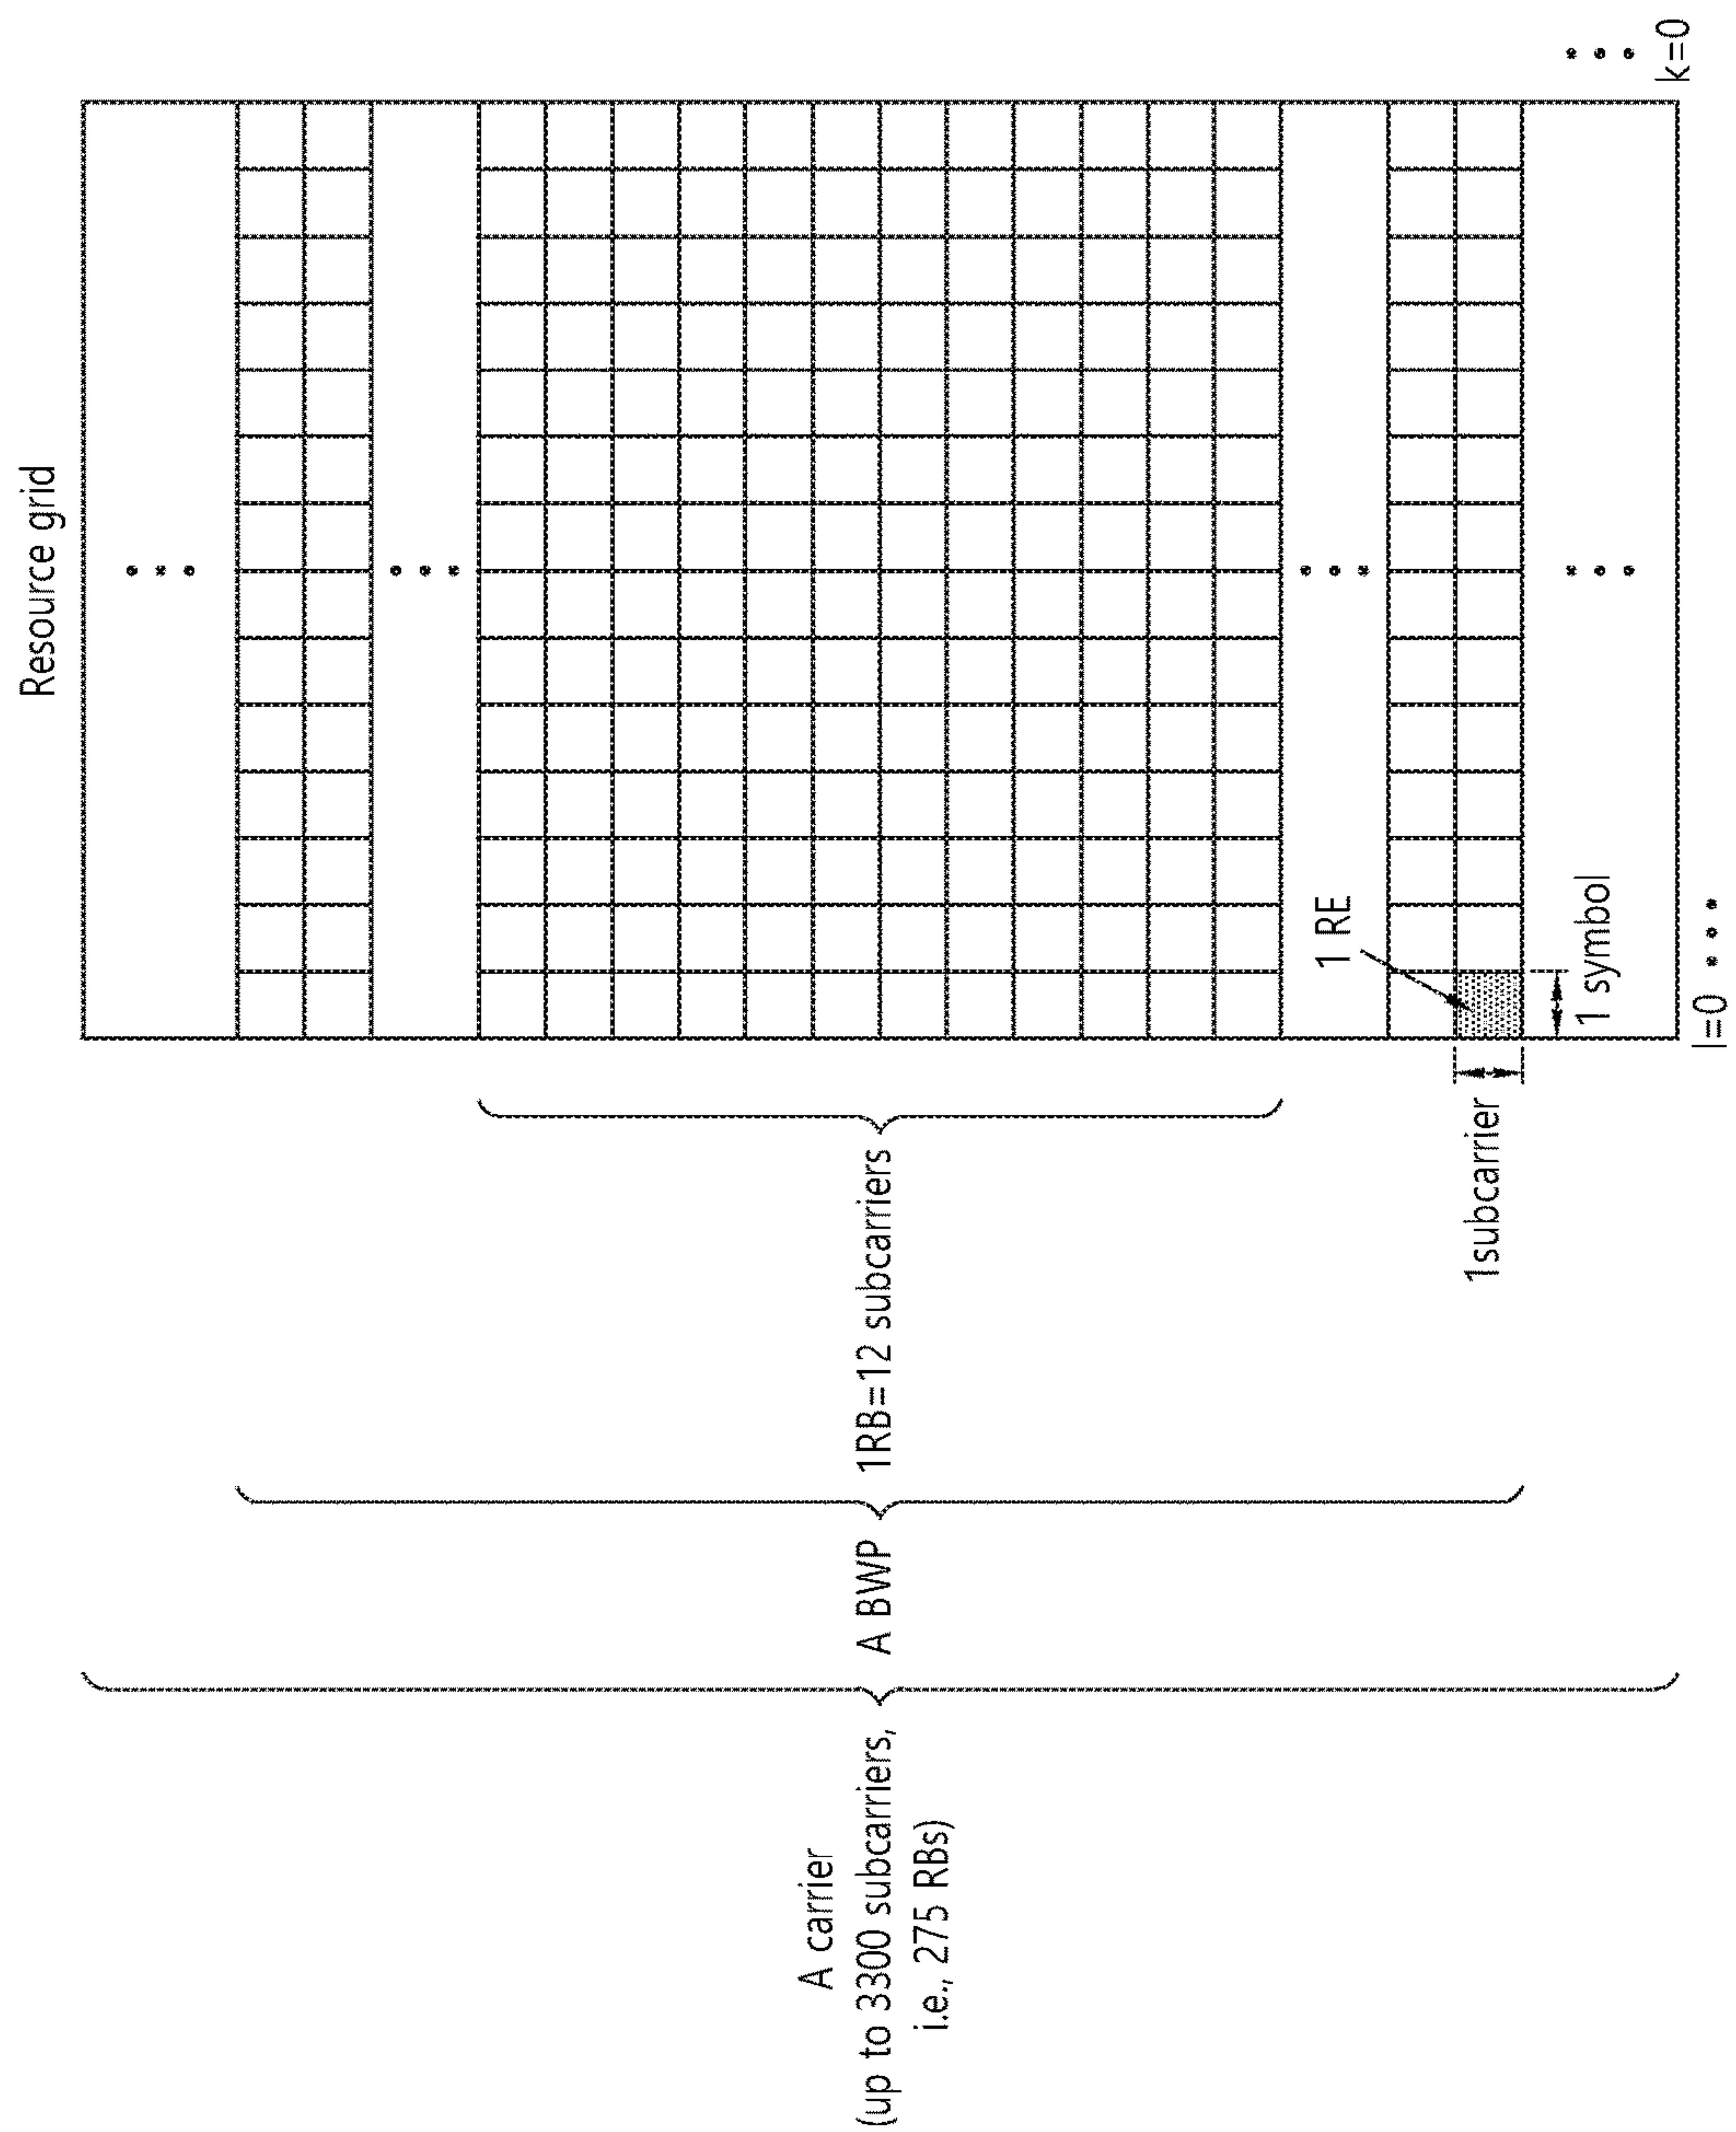 Resource grid
A carrier
(up to 3300 subcarriers,
i.e., 275 RBs)
A BWP
1RB=12 subcarriers
1 RE
1subcarrier
1 symbol
k=0
l=0